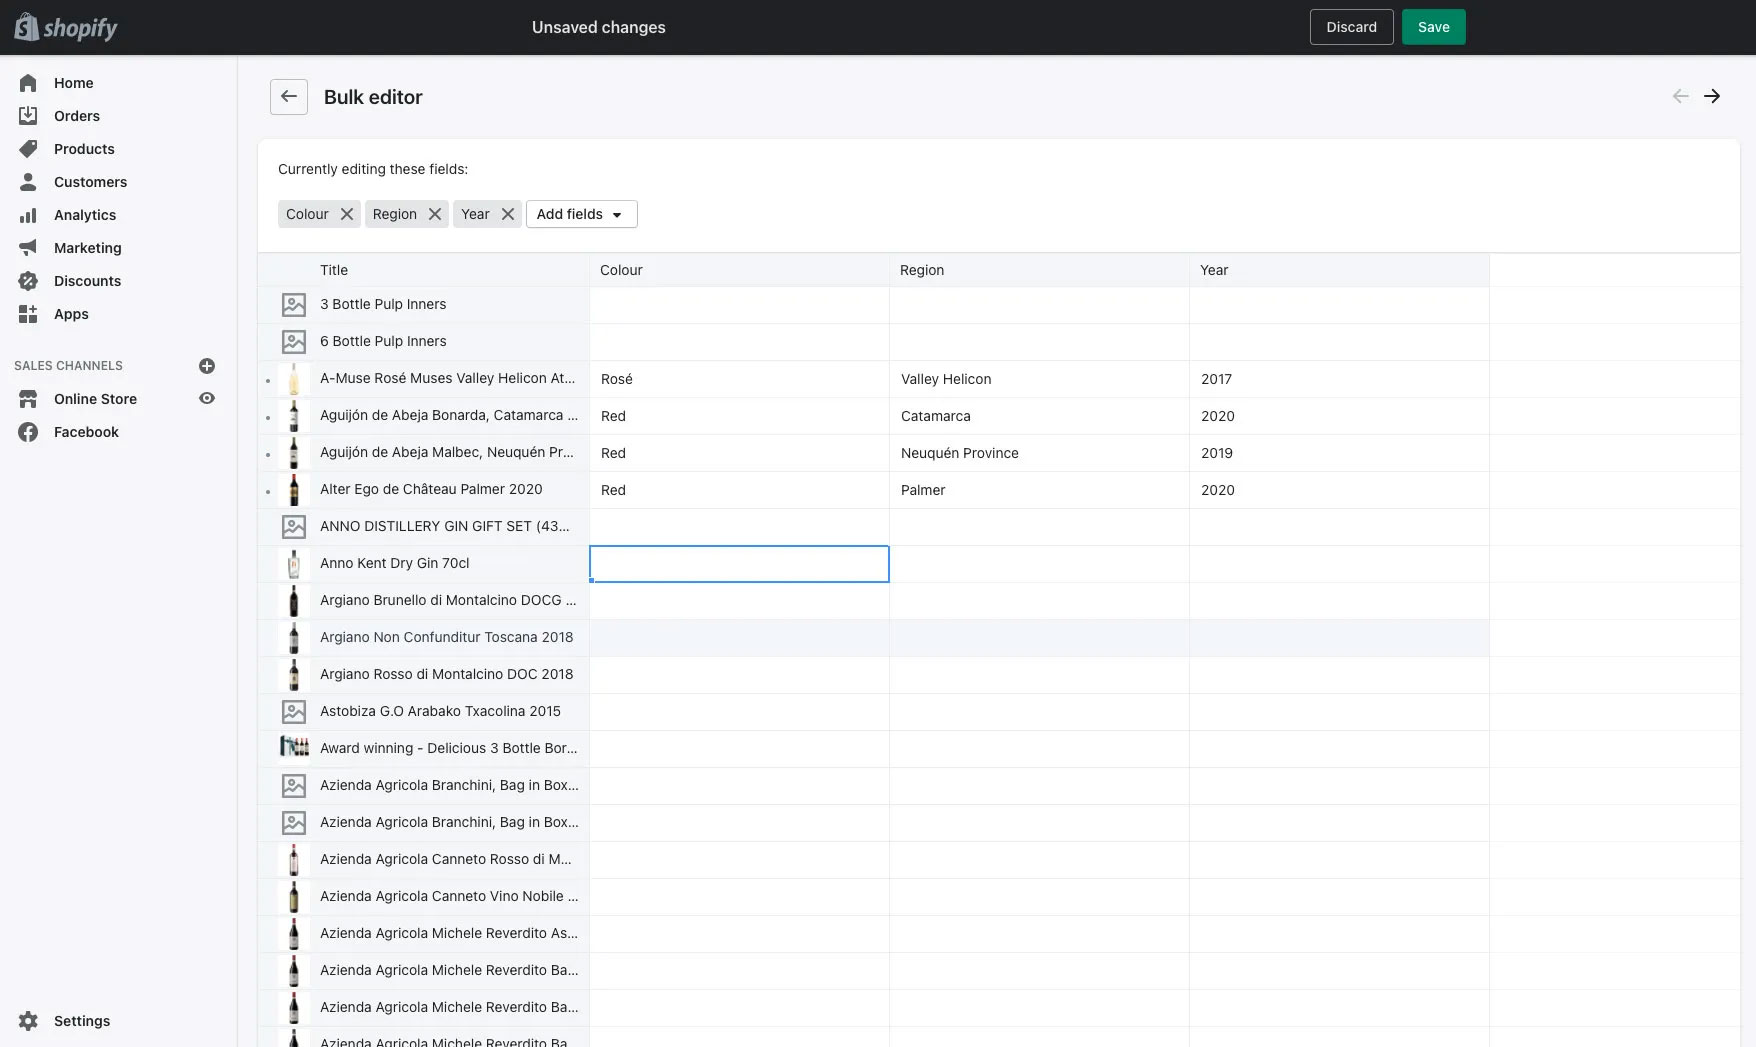 shopify
Unsaved changes
Discard
Save
Home
Orders
Products
Customers
Analytics
Marketing
Discounts
Apps
SALES CHANNELS
Online Store
Facebook
Settings
Bulk editor
Currently editing these fields:
Colour Region Year Add fields
Title Colour Region Year
3 Bottle Pulp Inners
6 Bottle Pulp Inners
A-Muse Rosé Muses Valley Helicon At... Rosé Valley Helicon 2017
Aguijón de Abeja Bonarda, Catamarca ... Red Catamarca 2020
Aguijón de Abeja Malbec, Neuquén Pr... Red Neuquén Province 2019
Alter Ego de Château Palmer 2020 Red Palmer 2020
ANNO DISTILLERY GIN GIFT SET (43...
Anno Kent Dry Gin 70cl
Argiano Brunello di Montalcino DOCG ...
Argiano Non Confunditur Toscana 2018
Argiano Rosso di Montalcino DOC 2018
Astobiza G.O Arabako Txacolina 2015
Award winning - Delicious 3 Bottle Bor...
Azienda Agricola Branchini, Bag in Box...
Azienda Agricola Branchini, Bag in Box...
Azienda Agricola Canneto Rosso di M...
Azienda Agricola Canneto Vino Nobile ...
Azienda Agricola Michele Reverdito As...
Azienda Agricola Michele Reverdito Ba...
Azienda Agricola Michele Reverdito Ba...
Azienda Agricola Michele Reverdito Ba